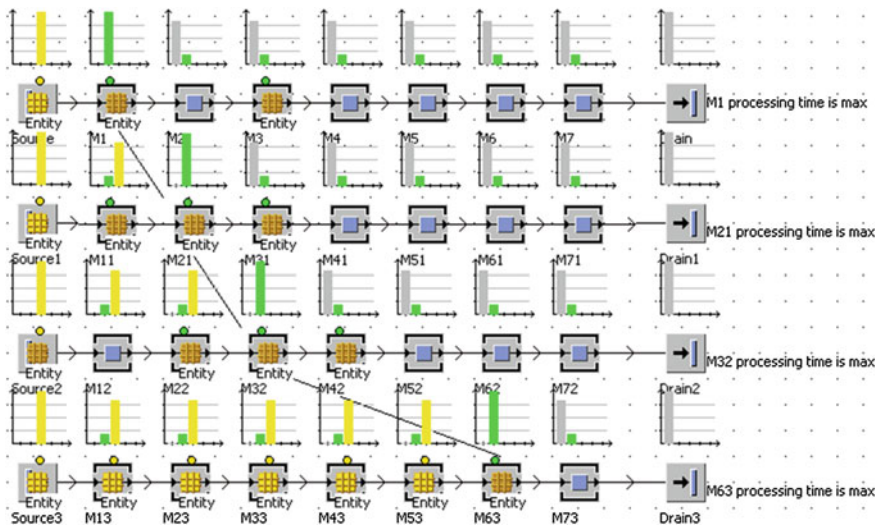 Entity Entity Entity M1 processing time is max
Source M1 M2 M3 M4 M5 M6 M7 Drain
Entity Entity Entity Entity M21 processing time is max
Source1 M11 M21 M31 M41 M51 M61 M71 Drain1
Entity Entity Entity Entity M32 processing time is max
Source2 M12 M22 M32 M42 M52 M62 M72 Drain2
Entity Entity Entity Entity Entity Entity Entity M63 processing time is max
Source3 M13 M23 M33 M43 M53 M63 M73 Drain3